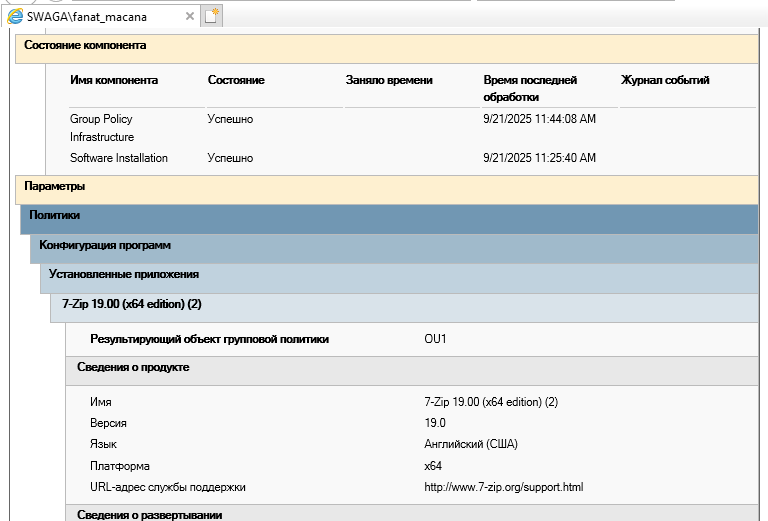 SWAGA\fanat_macana
Состояние компонента
Имя компонента Состояние Заняло времени Время последней обработки Журнал событий
Group Policy Infrastructure Успешно 9/21/2025 11:44:08 AM
Software Installation Успешно 9/21/2025 11:25:40 AM
Параметры
Политики
Конфигурация программ
Установленные приложения
7-Zip 19.00 (x64 edition) (2)
Результирующий объект групповой политики OU1
Сведения о продукте
Имя 7-Zip 19.00 (x64 edition) (2)
Версия 19.0
Язык Английский (США)
Платформа x64
URL-адрес службы поддержки http://www.7-zip.org/support.html
Сведения о развертывании